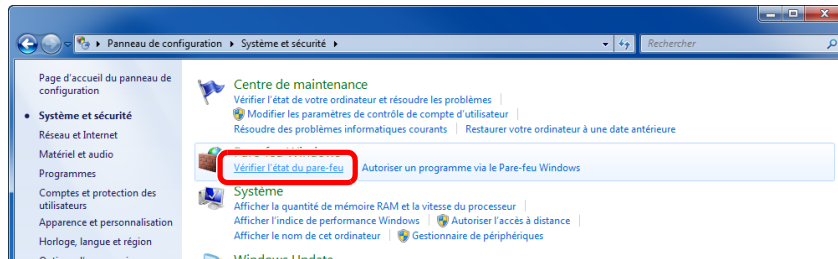 Panneau de configuration ▸ Système et sécurité ▸
Rechercher
Page d'accueil du panneau de
configuration
Système et sécurité
Réseau et Internet
Matériel et audio
Programmes
Comptes et protection des
utilisateurs
Apparence et personnalisation
Horloge, langue et région
Centre de maintenance
Vérifier l'état de votre ordinateur et résoudre les problèmes
Modifier les paramètres de contrôle de compte d'utilisateur
Résoudre des problèmes informatiques courants
Restaurer votre ordinateur à une date antérieure
Pare-feu Windows
Vérifier l'état du pare-feu
Autoriser un programme via le Pare-feu Windows
Système
Afficher la quantité de mémoire RAM et la vitesse du processeur
Afficher l'indice de performance Windows
Autoriser l'accès à distance
Afficher le nom de cet ordinateur
Gestionnaire de périphériques
Windows Update